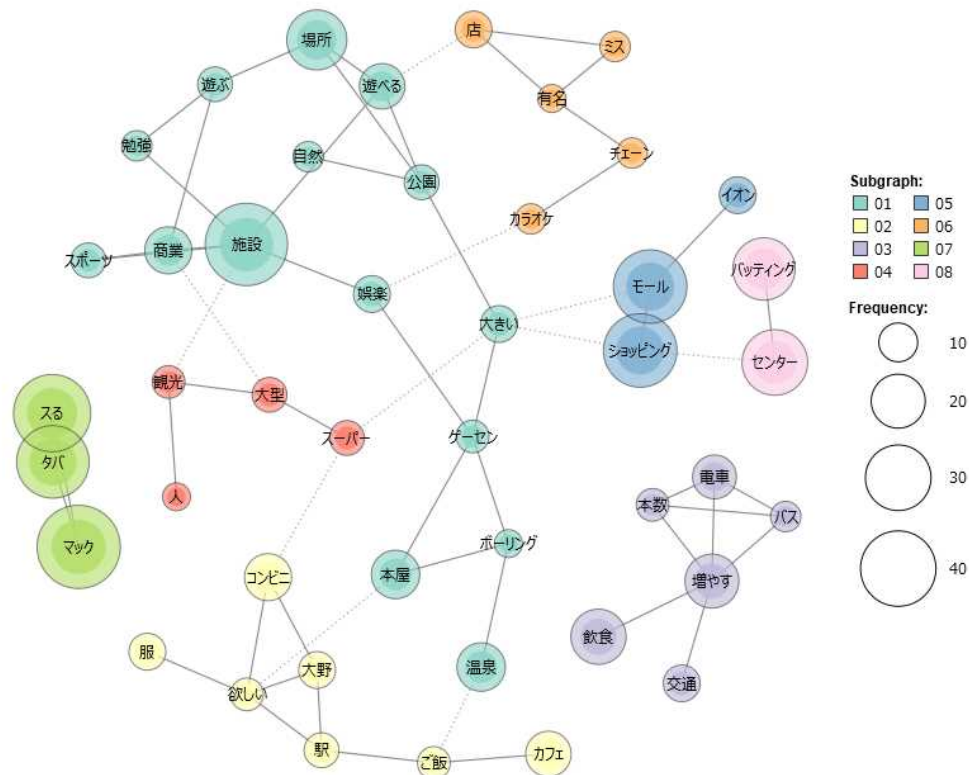 場所
店
ミス
遊ぶ
遊べる
有名
勉強
自然
チェーン
公園
イオン
カラオケ
スポーツ
商業
施設
娯楽
モール
バッティング
大きい
ショッピング
センター
観光
大型
スる
スーパー
ゲーセン
タバ
人
電車
本数
バス
マック
ボーリング
コンビニ
本屋
増やす
飲食
服
大野
温泉
欲しい
交通
駅
ご飯
カフェ
Subgraph:
01 05
02 06
03 07
04 08
Frequency:
10
20
30
40